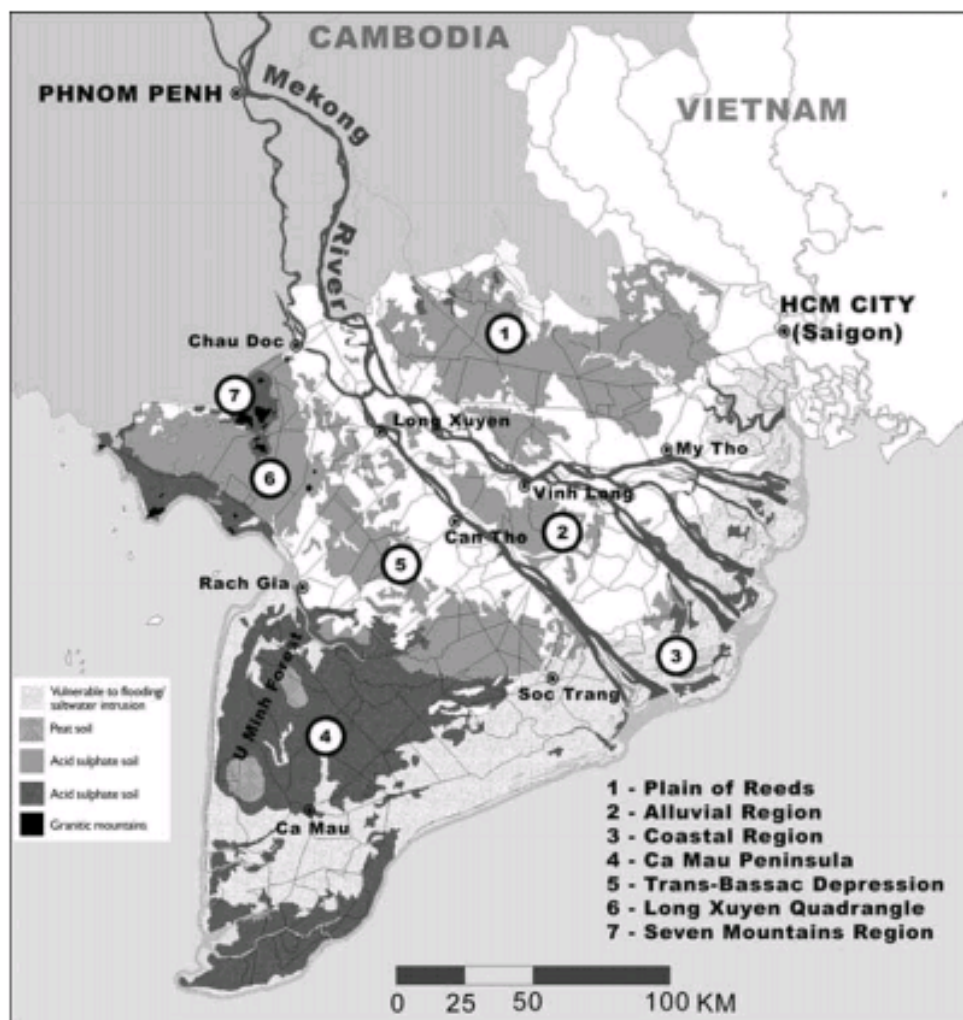 CAMBODIA
PHNOM PENH
Mekong
River
VIETNAM
HCM CITY
(Saigon)
1
Chau Doc
7
Long Xuyen
My Tho
6
Vinh Long
2
Can Tho
5
Rach Gia
3
Soc Trang
U Minh Forest
4
Ca Mau
Vulnerable to flooding/
saltwater intrusion
Peat soil
Acid sulphate soil
Acid sulphate soil
Granitic mountains
1 - Plain of Reeds
2 - Alluvial Region
3 - Coastal Region
4 - Ca Mau Peninsula
5 - Trans-Bassac Depression
6 - Long Xuyen Quadrangle
7 - Seven Mountains Region
0 25 50 100 KM